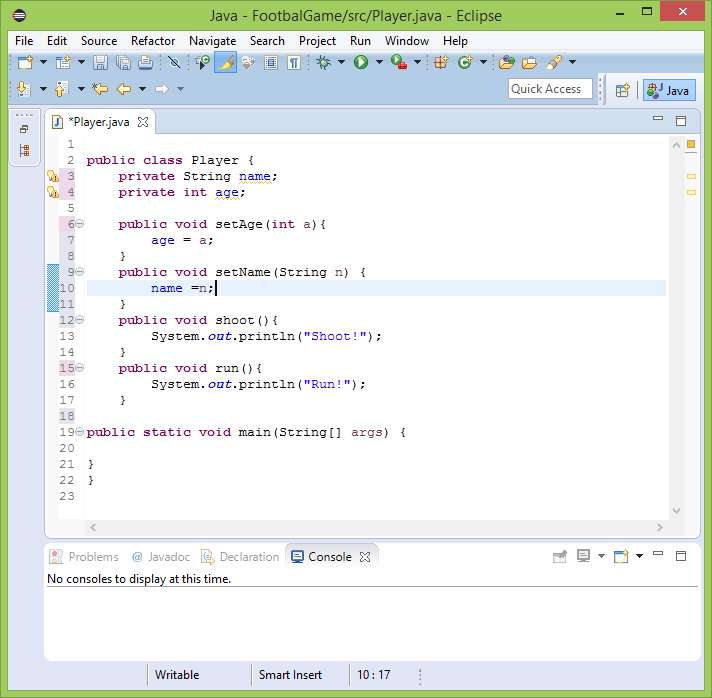 Java - FootbalGame/src/Player.java - Eclipse
File Edit Source Refactor Navigate Search Project Run Window Help
Quick Access Java
*Player.java
1
2 public class Player {
3 private String name;
4 private int age;
5
6 public void setAge(int a){
7 age = a;
8 }
9 public void setName(String n) {
10 name =n;
11 }
12 public void shoot(){
13 System.out.println("Shoot!");
14 }
15 public void run(){
16 System.out.println("Run!");
17 }
18
19 public static void main(String[] args) {
20
21 }
22 }
23
Problems @ Javadoc Declaration Console
No consoles to display at this time.
Writable Smart Insert 10 : 17